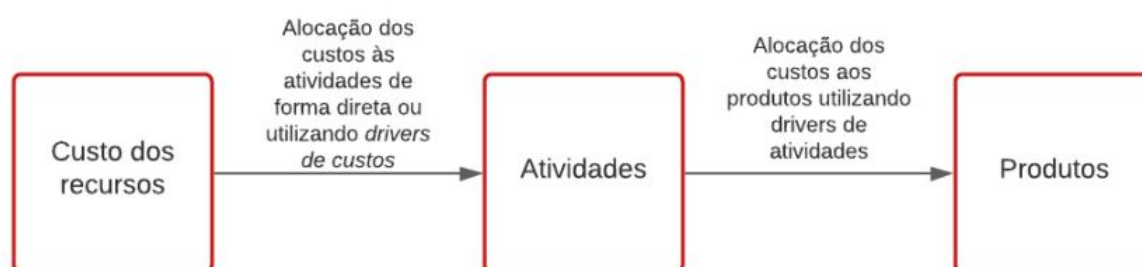 Custo dos
recursos
Alocação dos
custos às
atividades de
forma direta ou
utilizando drivers
de custos
Atividades
Alocação dos
custos aos
produtos utilizando
drivers de
atividades
Produtos